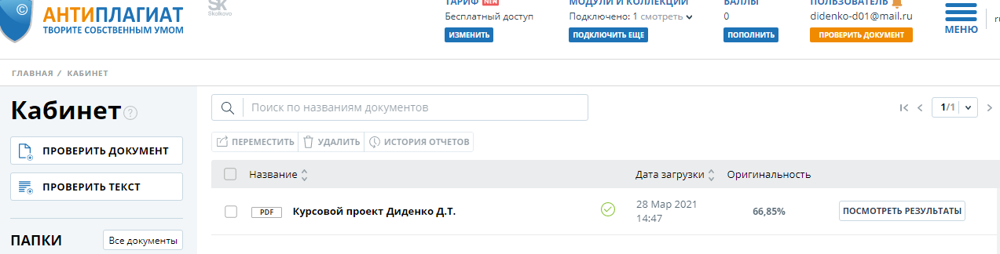 АНТИПЛАГИАТ
ТВОРИТЕ СОБСТВЕННЫМ УМОМ
Sk
Skolkovo
ТАРИФ NEW
Бесплатный доступ
ИЗМЕНИТЬ
МОДУЛИ И КОЛЛЕКЦИИ
Подключено: 1 смотреть
ПОДКЛЮЧИТЬ ЕЩЕ
БАЛЛЫ
0
ПОПОЛНИТЬ
ПОЛЬЗОВАТЕЛЬ
didenko-d01@mail.ru
ПРОВЕРИТЬ ДОКУМЕНТ
МЕНЮ
ГЛАВНАЯ / КАБИНЕТ
Кабинет ?
ПРОВЕРИТЬ ДОКУМЕНТ
ПРОВЕРИТЬ ТЕКСТ
ПАПКИ Все документы
Поиск по названиям документов
1/1
ПЕРЕМЕСТИТЬ УДАЛИТЬ ИСТОРИЯ ОТЧЕТОВ
Название Дата загрузки Оригинальность
PDF Курсовой проект Диденко Д.Т. 28 Мар 2021 66,85% ПОСМОТРЕТЬ РЕЗУЛЬТАТЫ
14:47